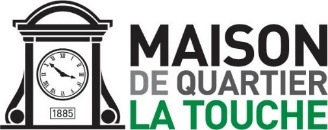 MAISON
DE QUARTIER
LA TOUCHE
1885